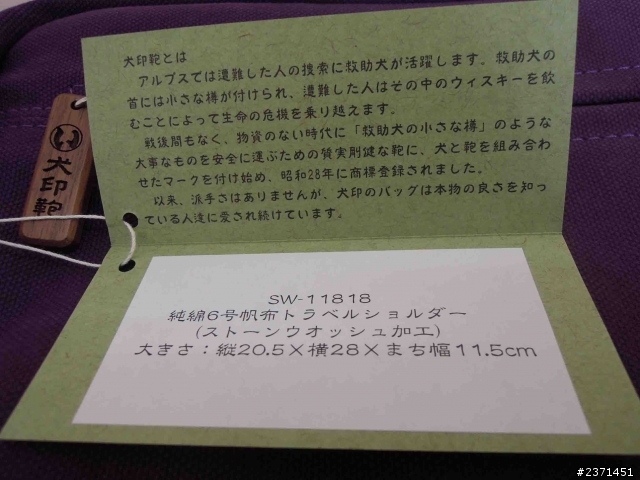 犬印鞄とは
アルプスでは遭難した人の捜索に救助犬が活躍します。救助犬の
首には小さな樽が付けられ、遭難した人はその中のウィスキーを飲
むことによって生命の危機を乗り越えます。
戦後間もなく、物資のない時代に「救助犬の小さな樽」のような
大事なものを安全に運ぶための質実剛健な鞄に、犬と鞄を組み合わ
せたマークを付け始め、昭和28年に商標登録されました。
以来、派手さはありませんが、犬印のバッグは本物の良さを知っ
ている人達に愛され続けています。
犬印鞄
SW-11818
純綿6号帆布トラベルショルダー
(ストーンウオッシュ加工)
大きさ：縦20.5×横28×まち幅11.5cm
#2371451